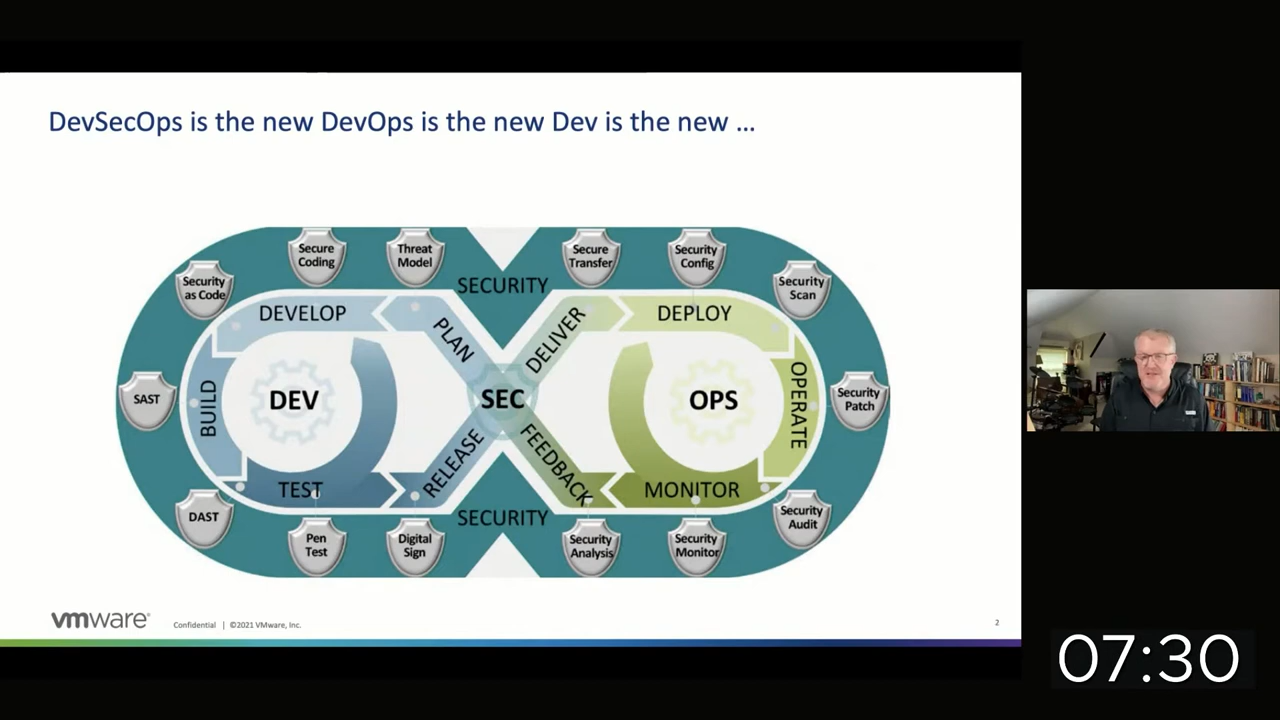 DevSecOps is the new DevOps is the new Dev is the new ...
Secure
Coding
Threat
Model
Secure
Transfer
Security
Config
Security
as Code
SECURITY
Security
Scan
DEVELOP
PLAN
DELIVER
DEPLOY
SAST
BUILD
DEV
SEC
OPS
OPERATE
Security
Patch
TEST
RELEASE
FEEDBACK
MONITOR
DAST
SECURITY
Security
Audit
Pen
Test
Digital
Sign
Security
Analysis
Security
Monitor
vmware®
Confidential | ©2021 VMware, Inc.
2
07:30